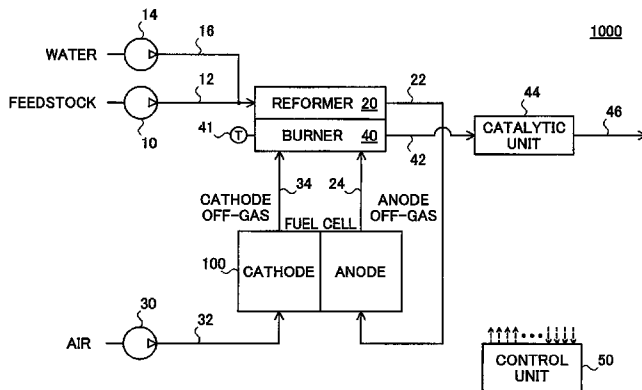 14
16
1000
WATER
12
22
FEEDSTOCK
REFORMER 20
44
10
41
T
BURNER 40
CATALYTIC
UNIT
46
42
34
24
CATHODE
OFF-GAS
ANODE
OFF-GAS
FUEL CELL
100
CATHODE
ANODE
30
32
AIR
CONTROL
UNIT
50